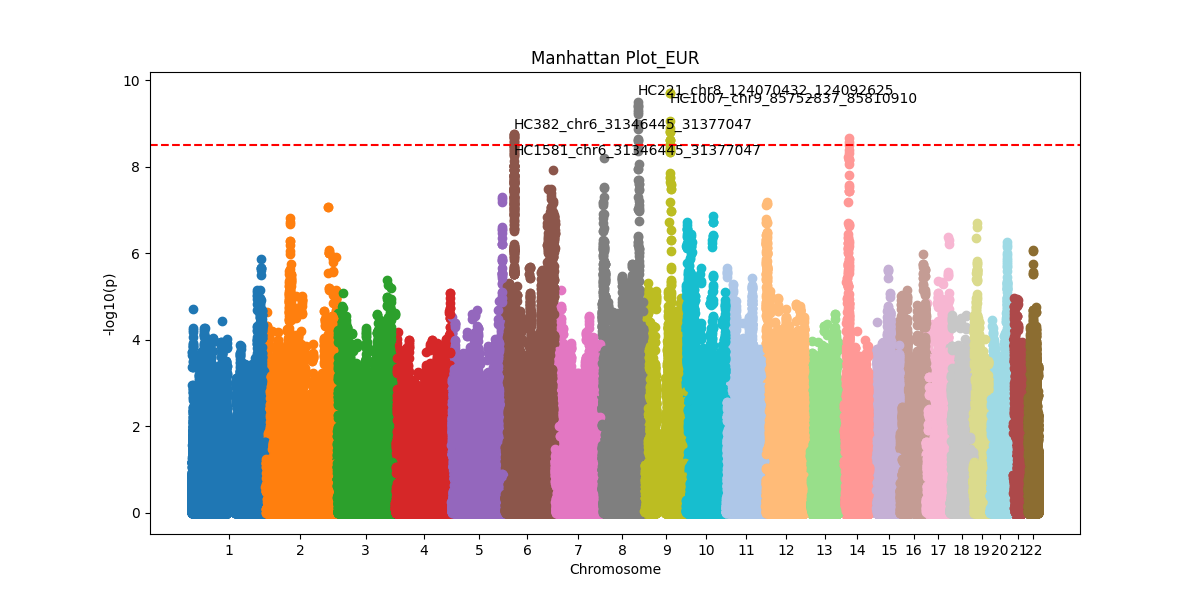 Manhattan Plot_EUR
10
HC221_chr8_124070432_124092625
HC1007_chr9_85752837_85810910
HC382_chr6_31346445_31377047
HC1581_chr6_31346445_31377047
8
6
-log10(p)
4
2
0
1 2 3 4 5 6 7 8 9 10 11 12 13 14 15 16 17 18 19 20 21 22
Chromosome